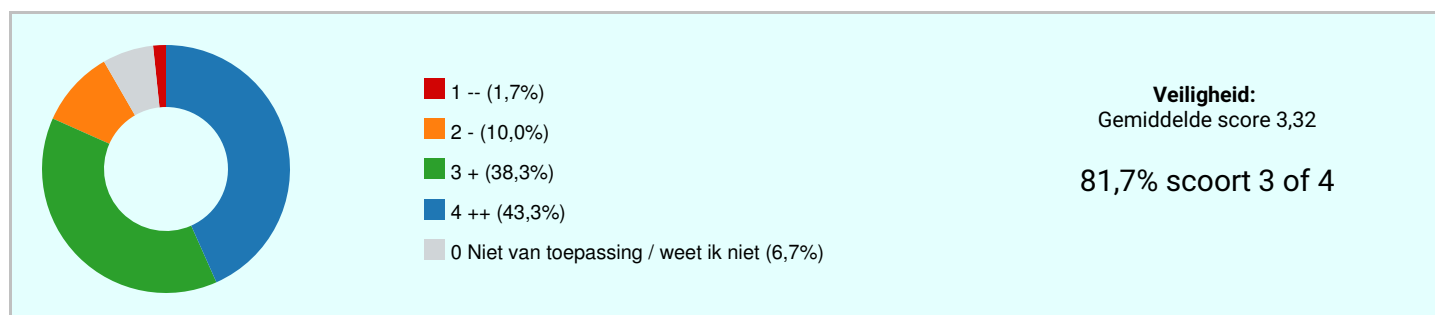 1 -- (1,7%)
2 - (10,0%)
3 + (38,3%)
4 ++ (43,3%)
0 Niet van toepassing / weet ik niet (6,7%)
Veiligheid:
Gemiddelde score 3,32
81,7% scoort 3 of 4